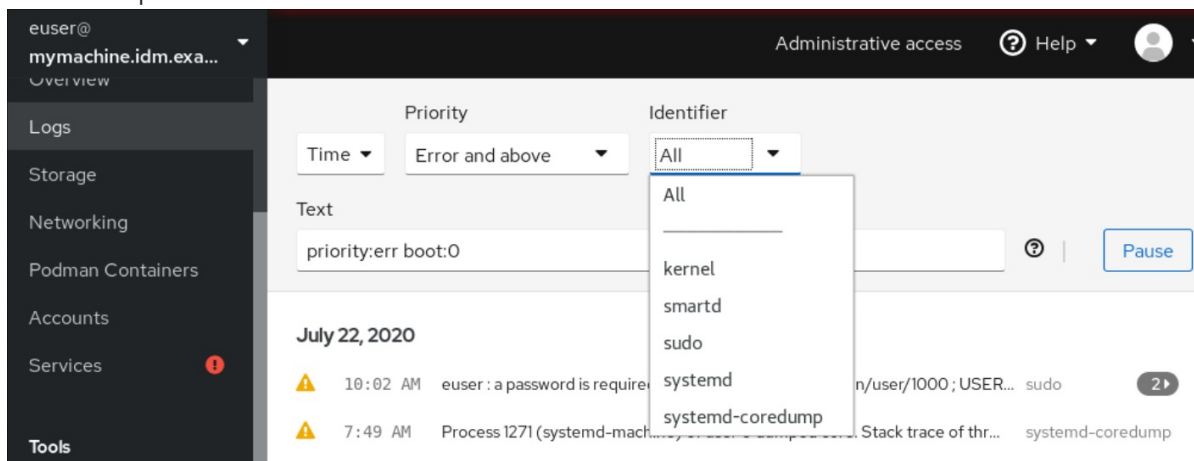 euser@
mymachine.idm.exa...
Administrative access
Help
Overview
Logs
Storage
Networking
Podman Containers
Accounts
Services
Tools
Priority
Identifier
Time
Error and above
All
Text
priority:err boot:0
Pause
All
kernel
smartd
sudo
systemd
systemd-coredump
July 22, 2020
10:02 AM euser : a password is require n/user/1000 ; USER... sudo 2
7:49 AM Process 1271 (systemd-mach Stack trace of thr... systemd-coredump